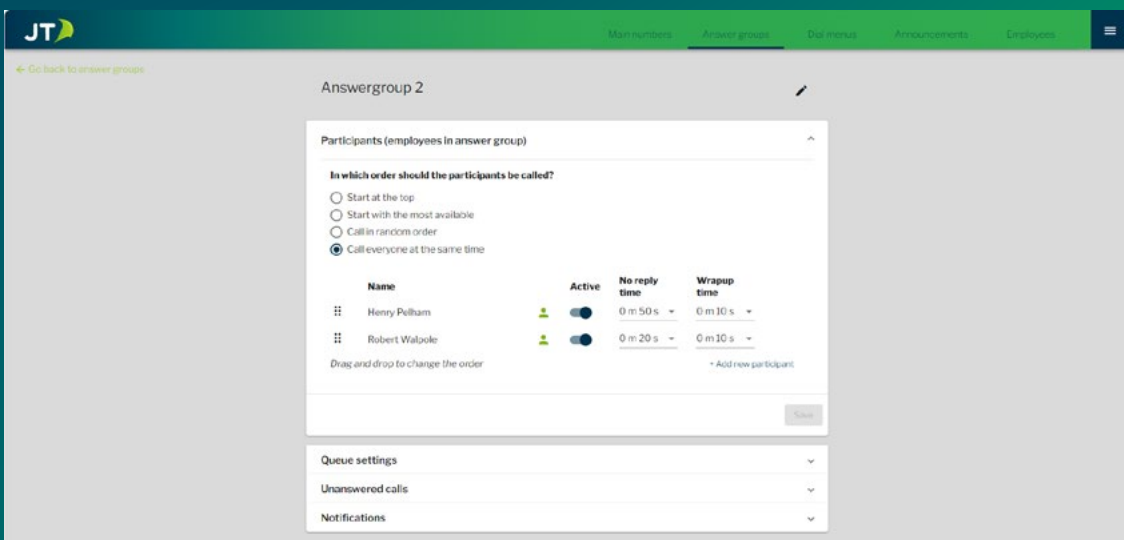 JT
Main numbers Answer groups Dial menus Announcements Employees
← Go back to answer groups
Answergroup 2
Participants (employees in answer group)
In which order should the participants be called?
Start at the top
Start with the most available
Call in random order
Call everyone at the same time
Name Active No reply time Wrapup time
Henry Pelham 0 m 50 s 0 m 10 s
Robert Walpole 0 m 20 s 0 m 10 s
Drag and drop to change the order + Add new participant
Save
Queue settings
Unanswered calls
Notifications